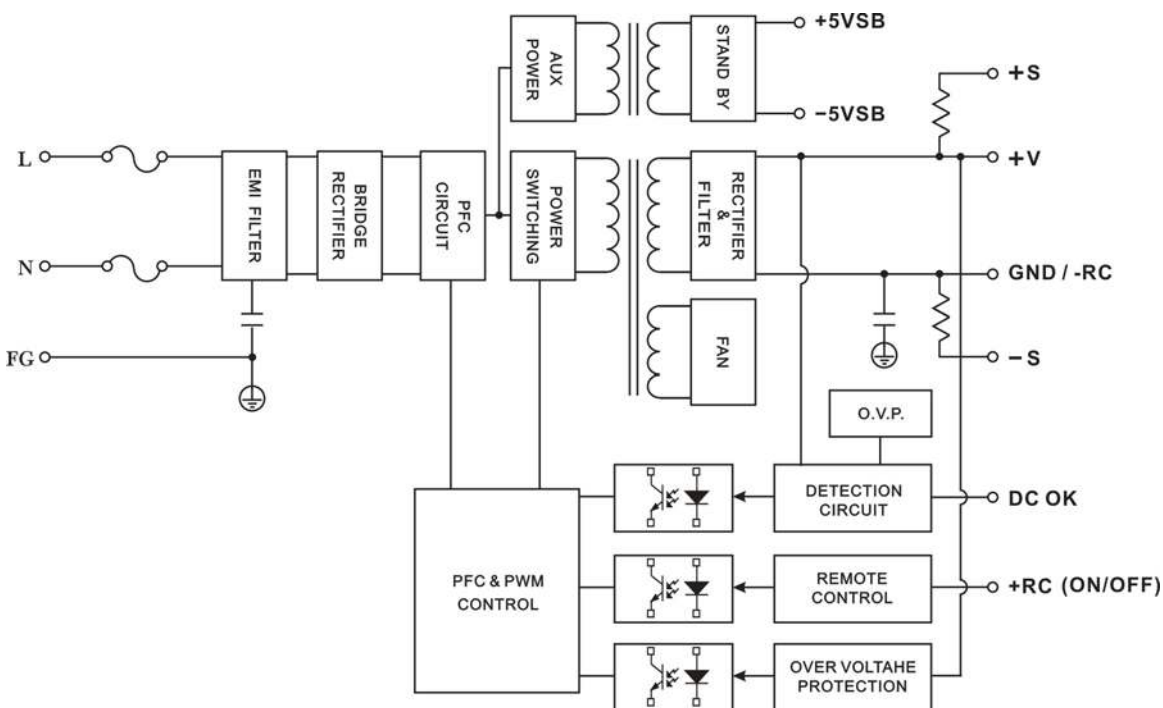 AUX
POWER
STAND BY
+5VSB
−5VSB
+S
L
EMI FILTER
BRIDGE
RECTIFIER
PFC
CIRCUIT
POWER
SWITCHING
RECTIFIER
&
FILTER
+V
N
GND / -RC
FG
FAN
−S
O.V.P.
DETECTION
CIRCUIT
DC OK
PFC & PWM
CONTROL
REMOTE
CONTROL
+RC (ON/OFF)
OVER VOLTAHE
PROTECTION